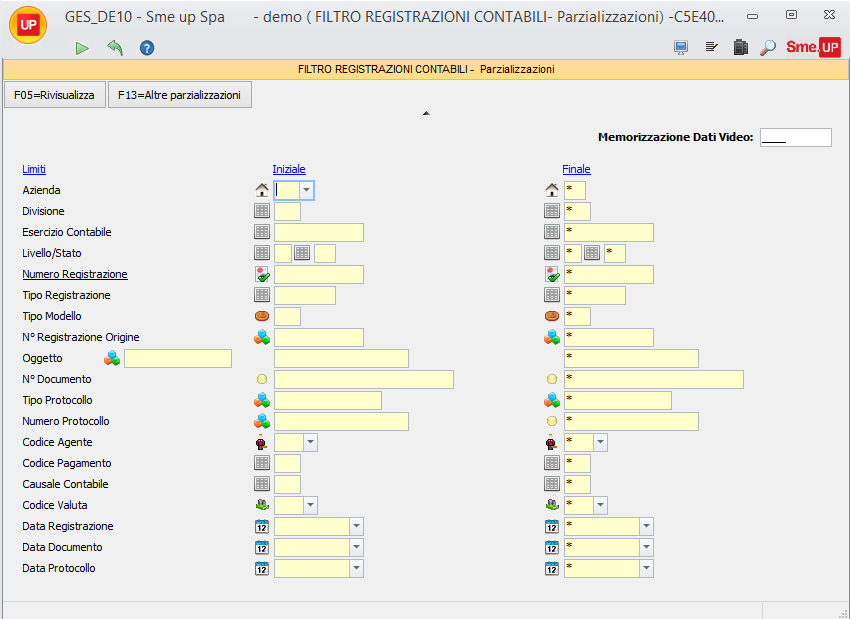 UP GES_DE10 - Sme up Spa - demo ( FILTRO REGISTRAZIONI CONTABILI- Parzializzazioni) -C5E40...
? Sme.UP
FILTRO REGISTRAZIONI CONTABILI - Parzializzazioni
F05=Rivisualizza F13=Altre parzializzazioni
Memorizzazione Dati Video: ____
Limiti Iniziale Finale
Azienda *
Divisione *
Esercizio Contabile *
Livello/Stato * *
Numero Registrazione *
Tipo Registrazione *
Tipo Modello *
N° Registrazione Origine *
Oggetto *
N° Documento *
Tipo Protocollo *
Numero Protocollo *
Codice Agente *
Codice Pagamento *
Causale Contabile *
Codice Valuta *
Data Registrazione 12 12 *
Data Documento 12 12 *
Data Protocollo 12 12 *